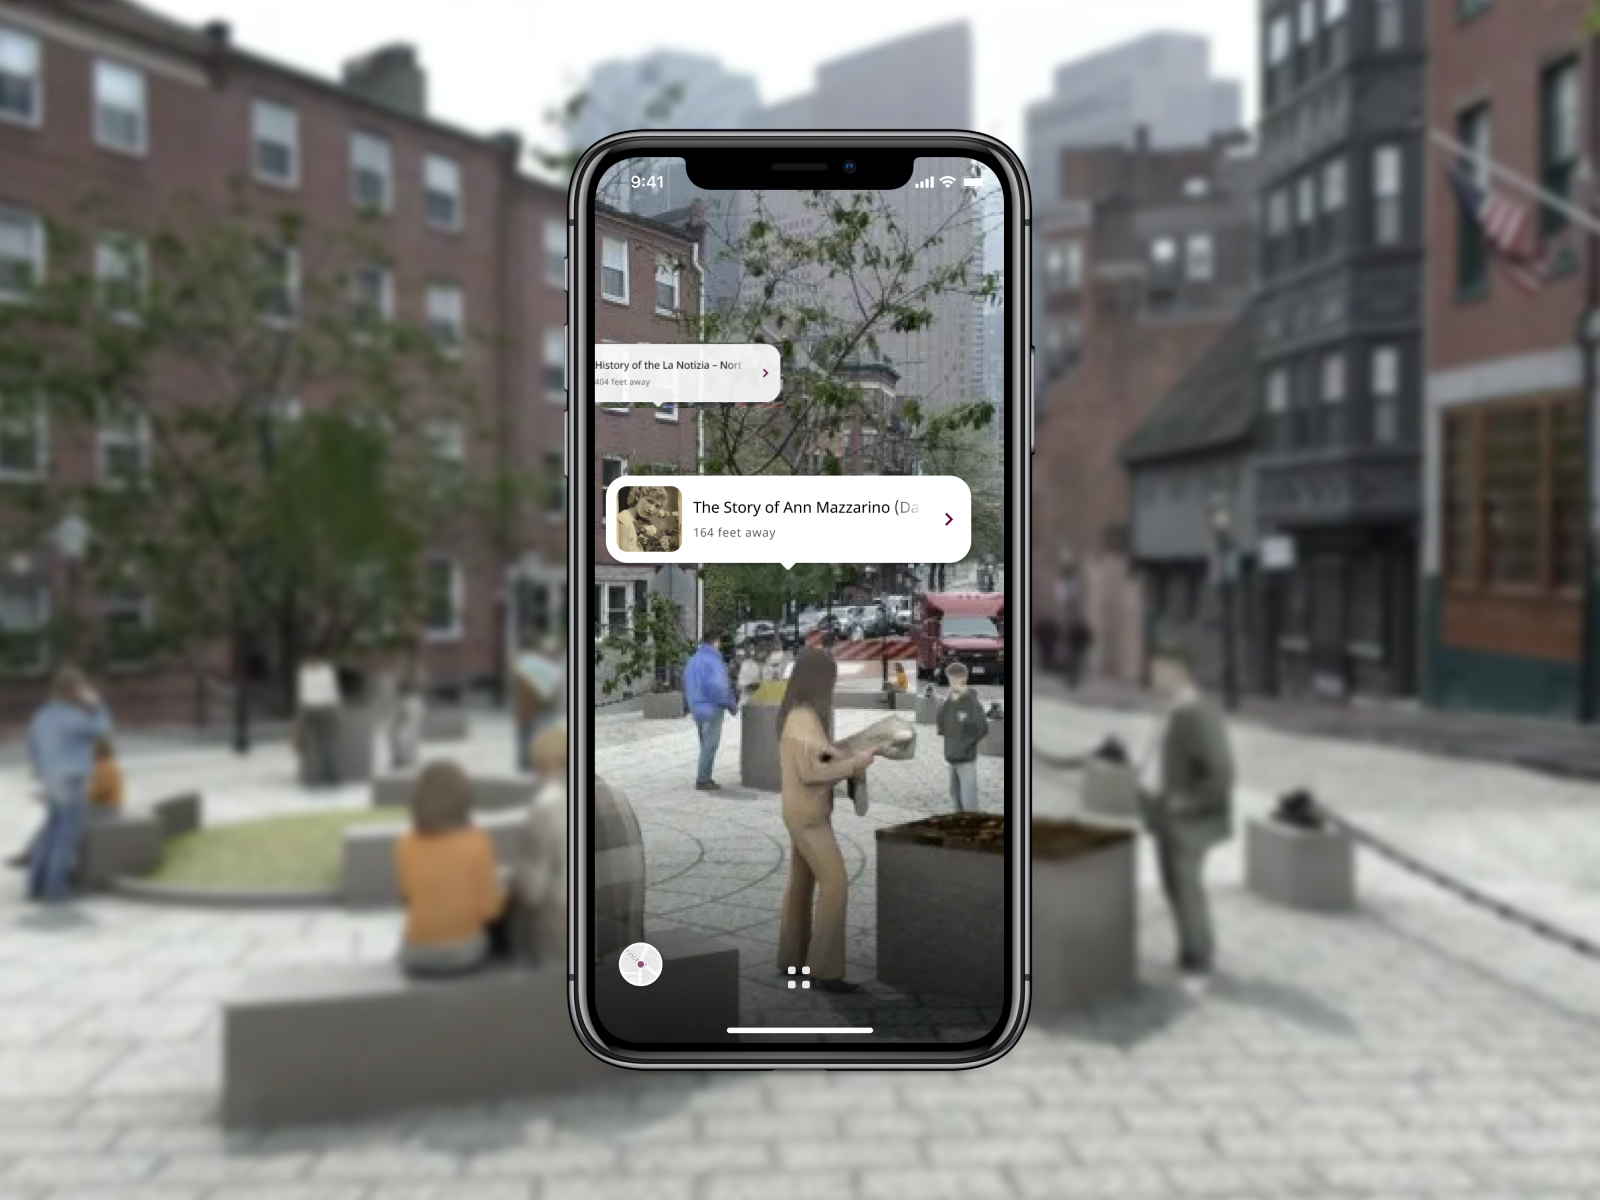 9:41
History of the La Notizia – Nort
404 feet away
The Story of Ann Mazzarino (Da
164 feet away